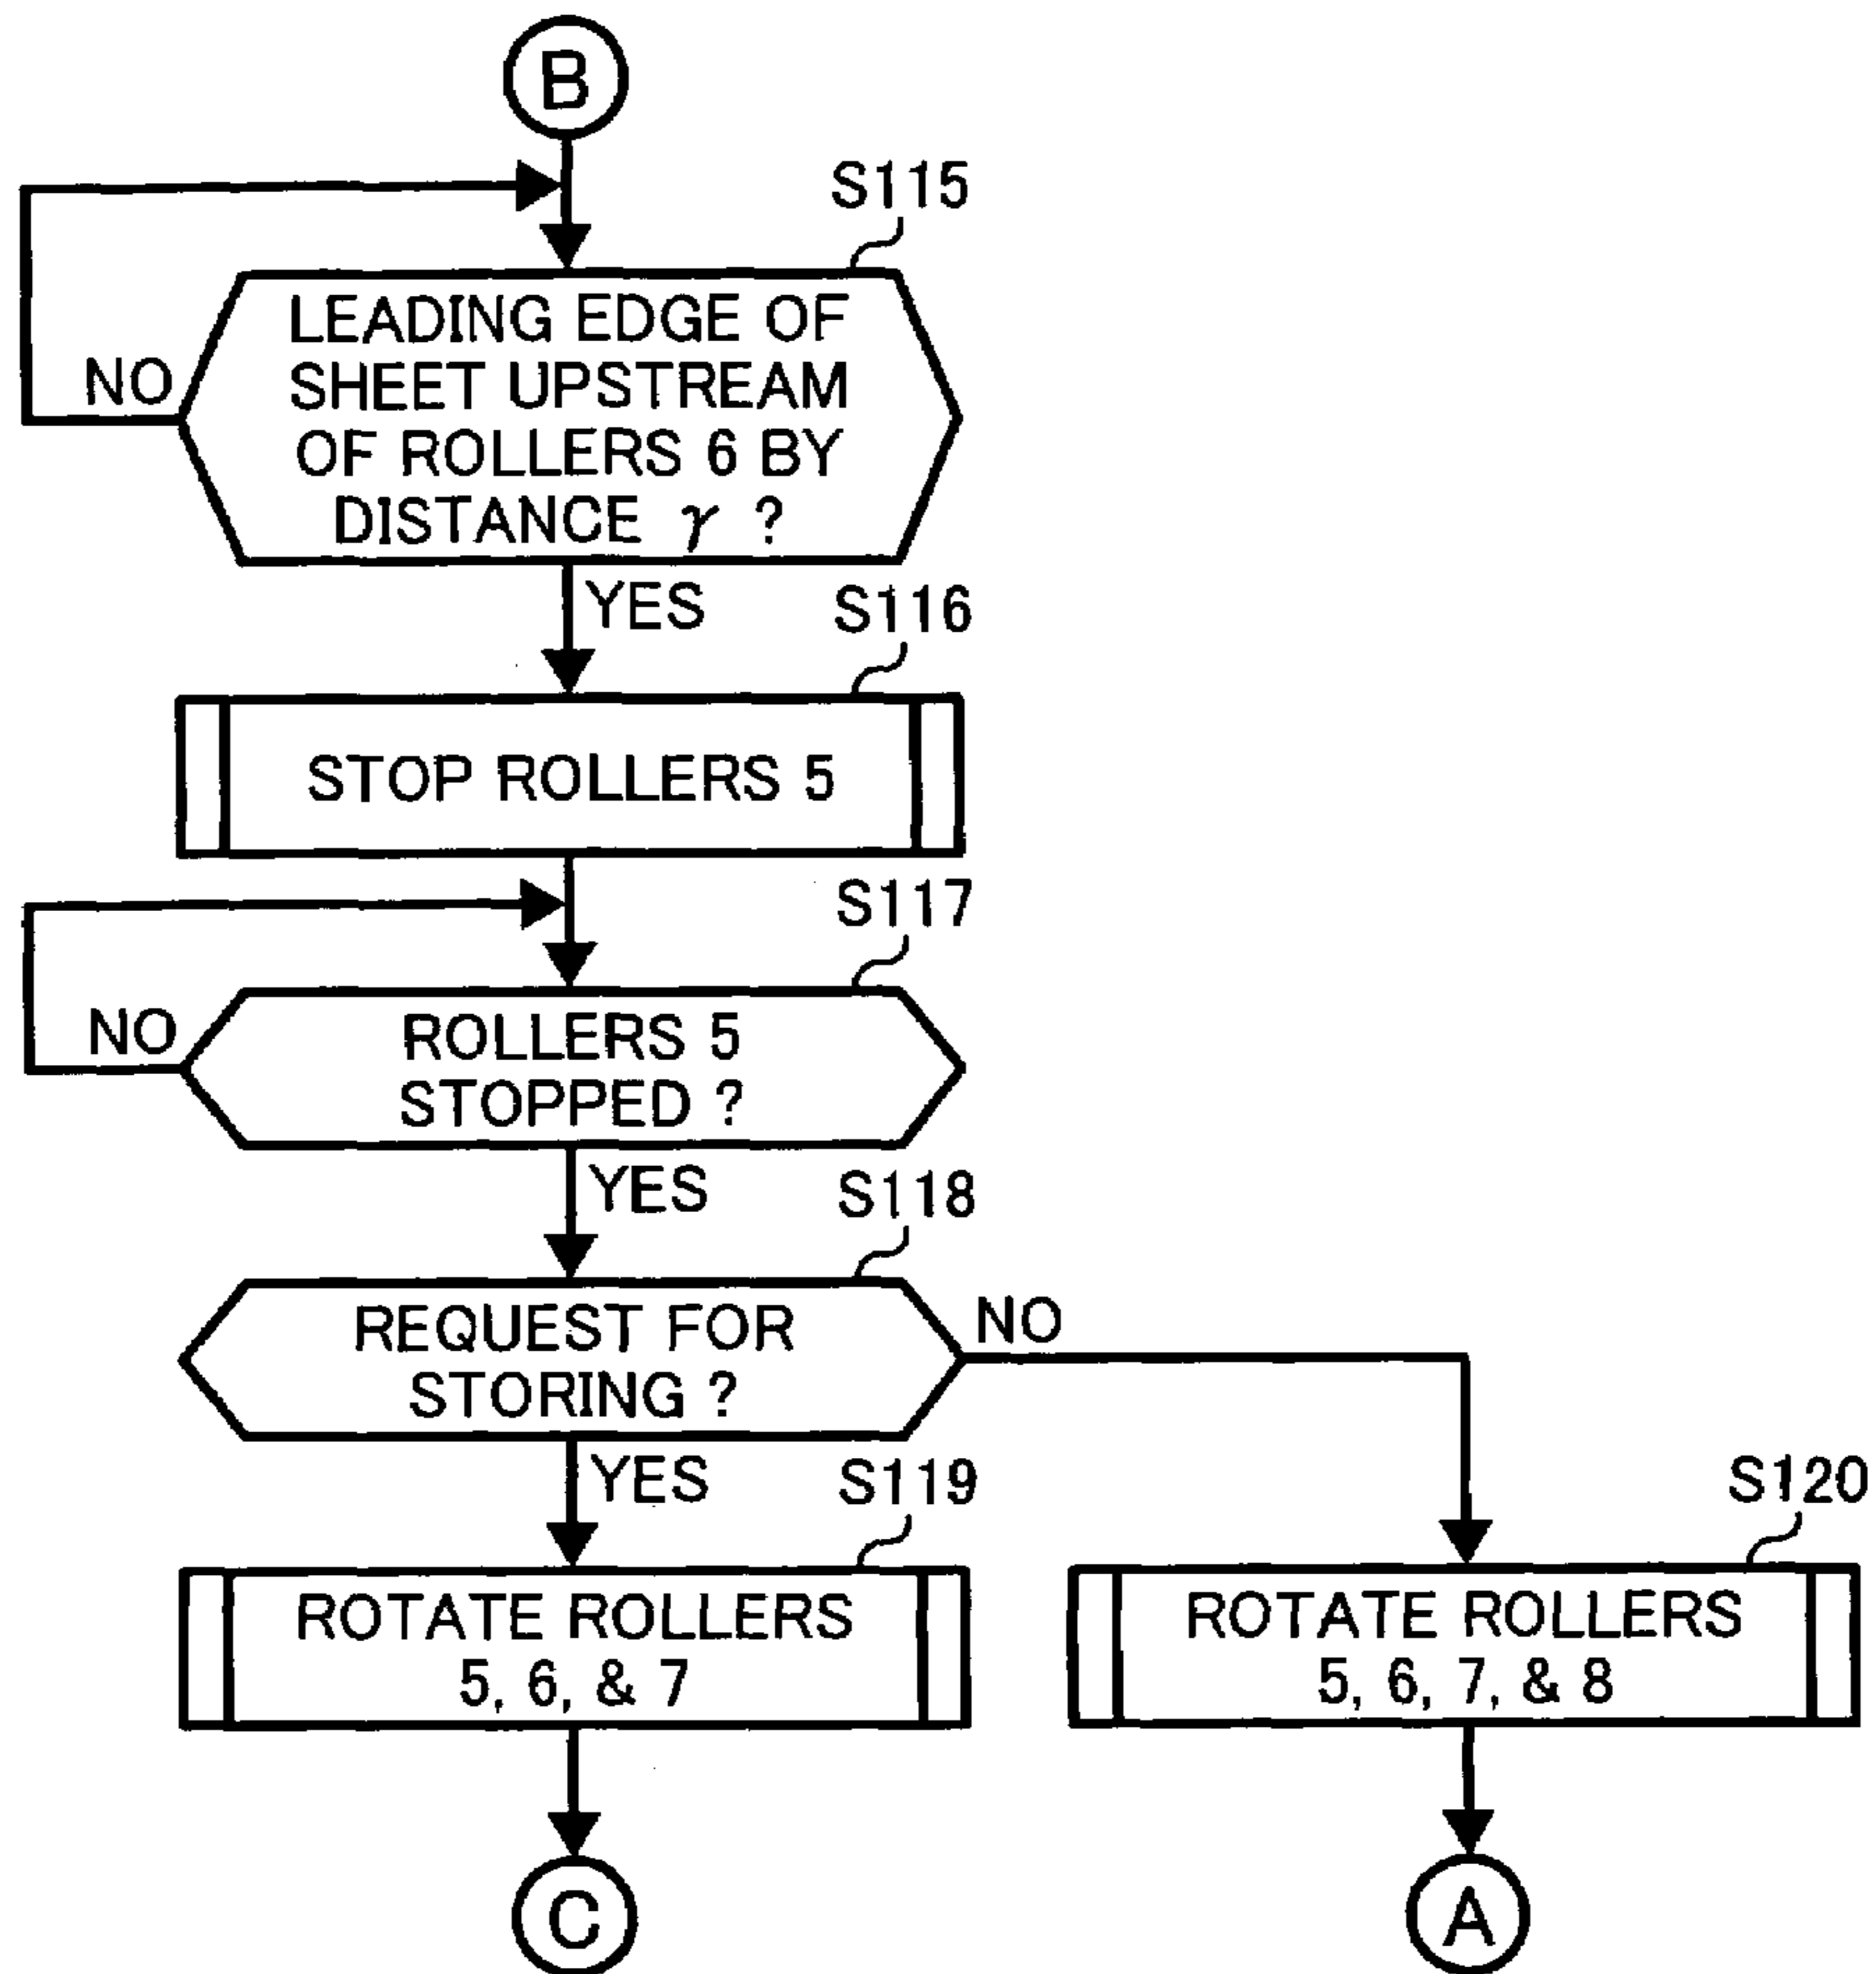 B
S115
LEADING EDGE OF
SHEET UPSTREAM
OF ROLLERS 6 BY
DISTANCE γ ?
NO
YES
S116
STOP ROLLERS 5
S117
ROLLERS 5
STOPPED ?
NO
YES
S118
REQUEST FOR
STORING ?
NO
YES
S119
ROTATE ROLLERS
5, 6, & 7
S120
ROTATE ROLLERS
5, 6, 7, & 8
C
A